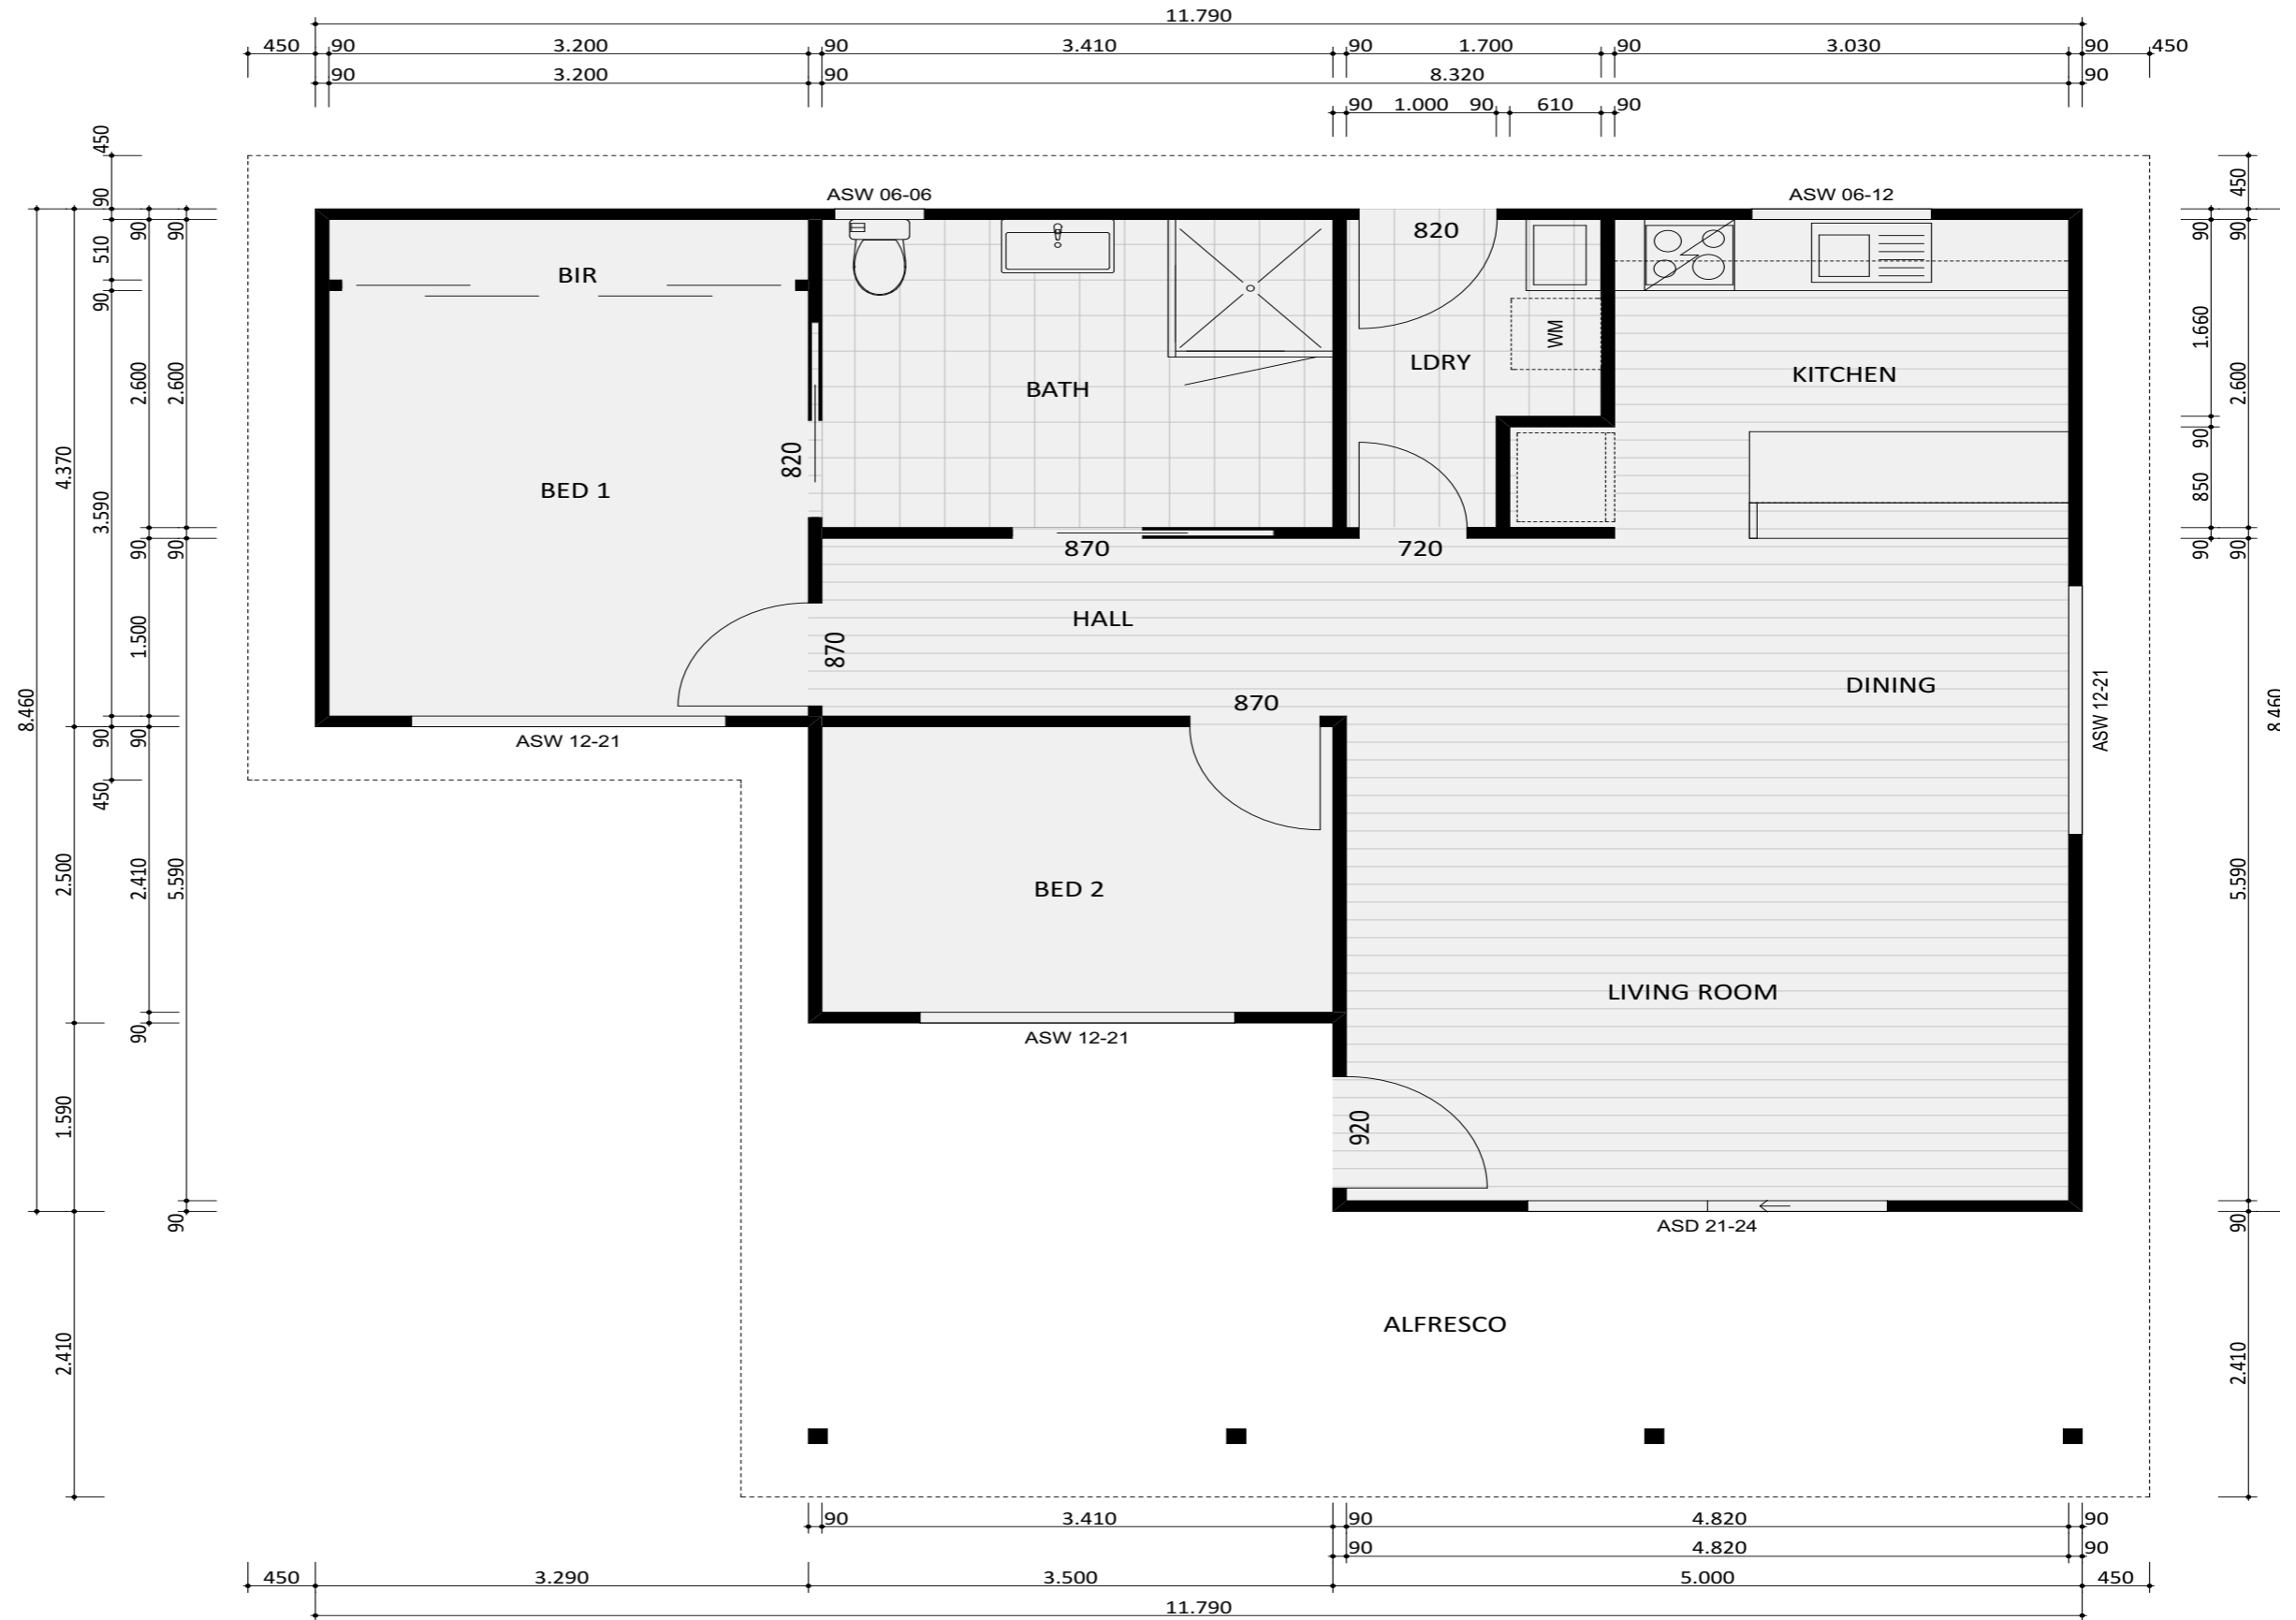 11.790
450 90 3.200 90 3.410 90 1.700 90 3.030 90 450
90 3.200 90 8.320 90
90 1.000 90 610 90
ASW 06-06
ASW 06-12
BIR
820
WM
LDRY
BATH
KITCHEN
820
BED 1
870
720
HALL
870
870
DINING
ASW 12-21
ASW 12-21
BED 2
LIVING ROOM
ASW 12-21
920
ASD 21-24
ALFRESCO
8.460
4.370
2.500
1.590
2.410
450
90
510
90
3.590
90
450
90
2.600
90
1.500
90
2.410
90
90
2.600
90
5.590
90
90
1.660
90
850
90
450
90
2.600
90
5.590
90
2.410
8.460
90 3.410 90 4.820 90
90 4.820 90
450 3.290 3.500 5.000 450
11.790